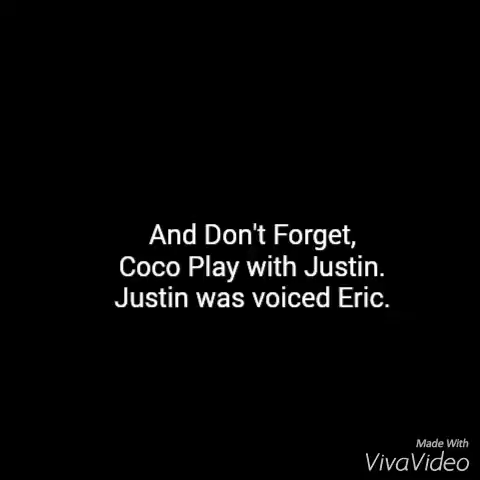 And Don't Forget,
Coco Play with Justin.
Justin was voiced Eric.
Made With
VivaVideo